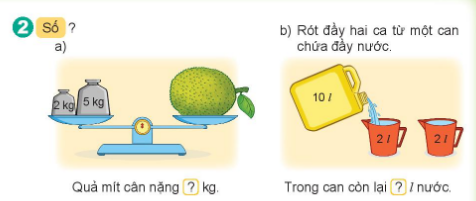 2 Số ?
a)
2 kg
5 kg
Quả mít cân nặng ? kg.
b) Rót đầy hai ca từ một can
chứa đầy nước.
10 l
2 l
2 l
Trong can còn lại ? l nước.